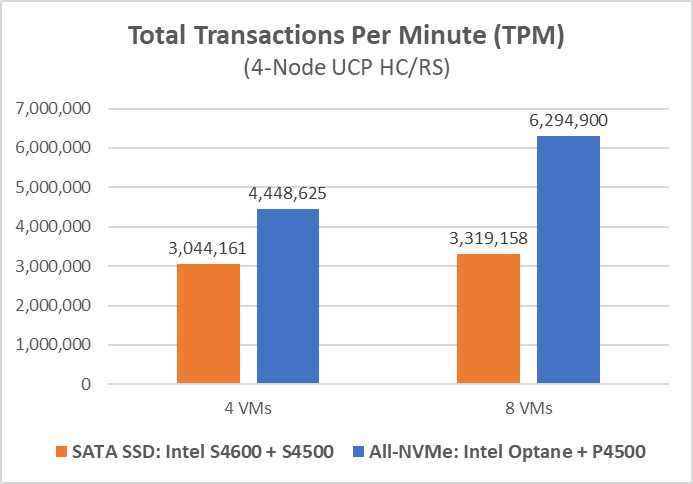 Total Transactions Per Minute (TPM)
(4-Node UCP HC/RS)
7,000,000
6,000,000
5,000,000
4,000,000
3,000,000
2,000,000
1,000,000
0
3,044,161
4,448,625
3,319,158
6,294,900
4 VMs
8 VMs
SATA SSD: Intel S4600 + S4500
All-NVMe: Intel Optane + P4500